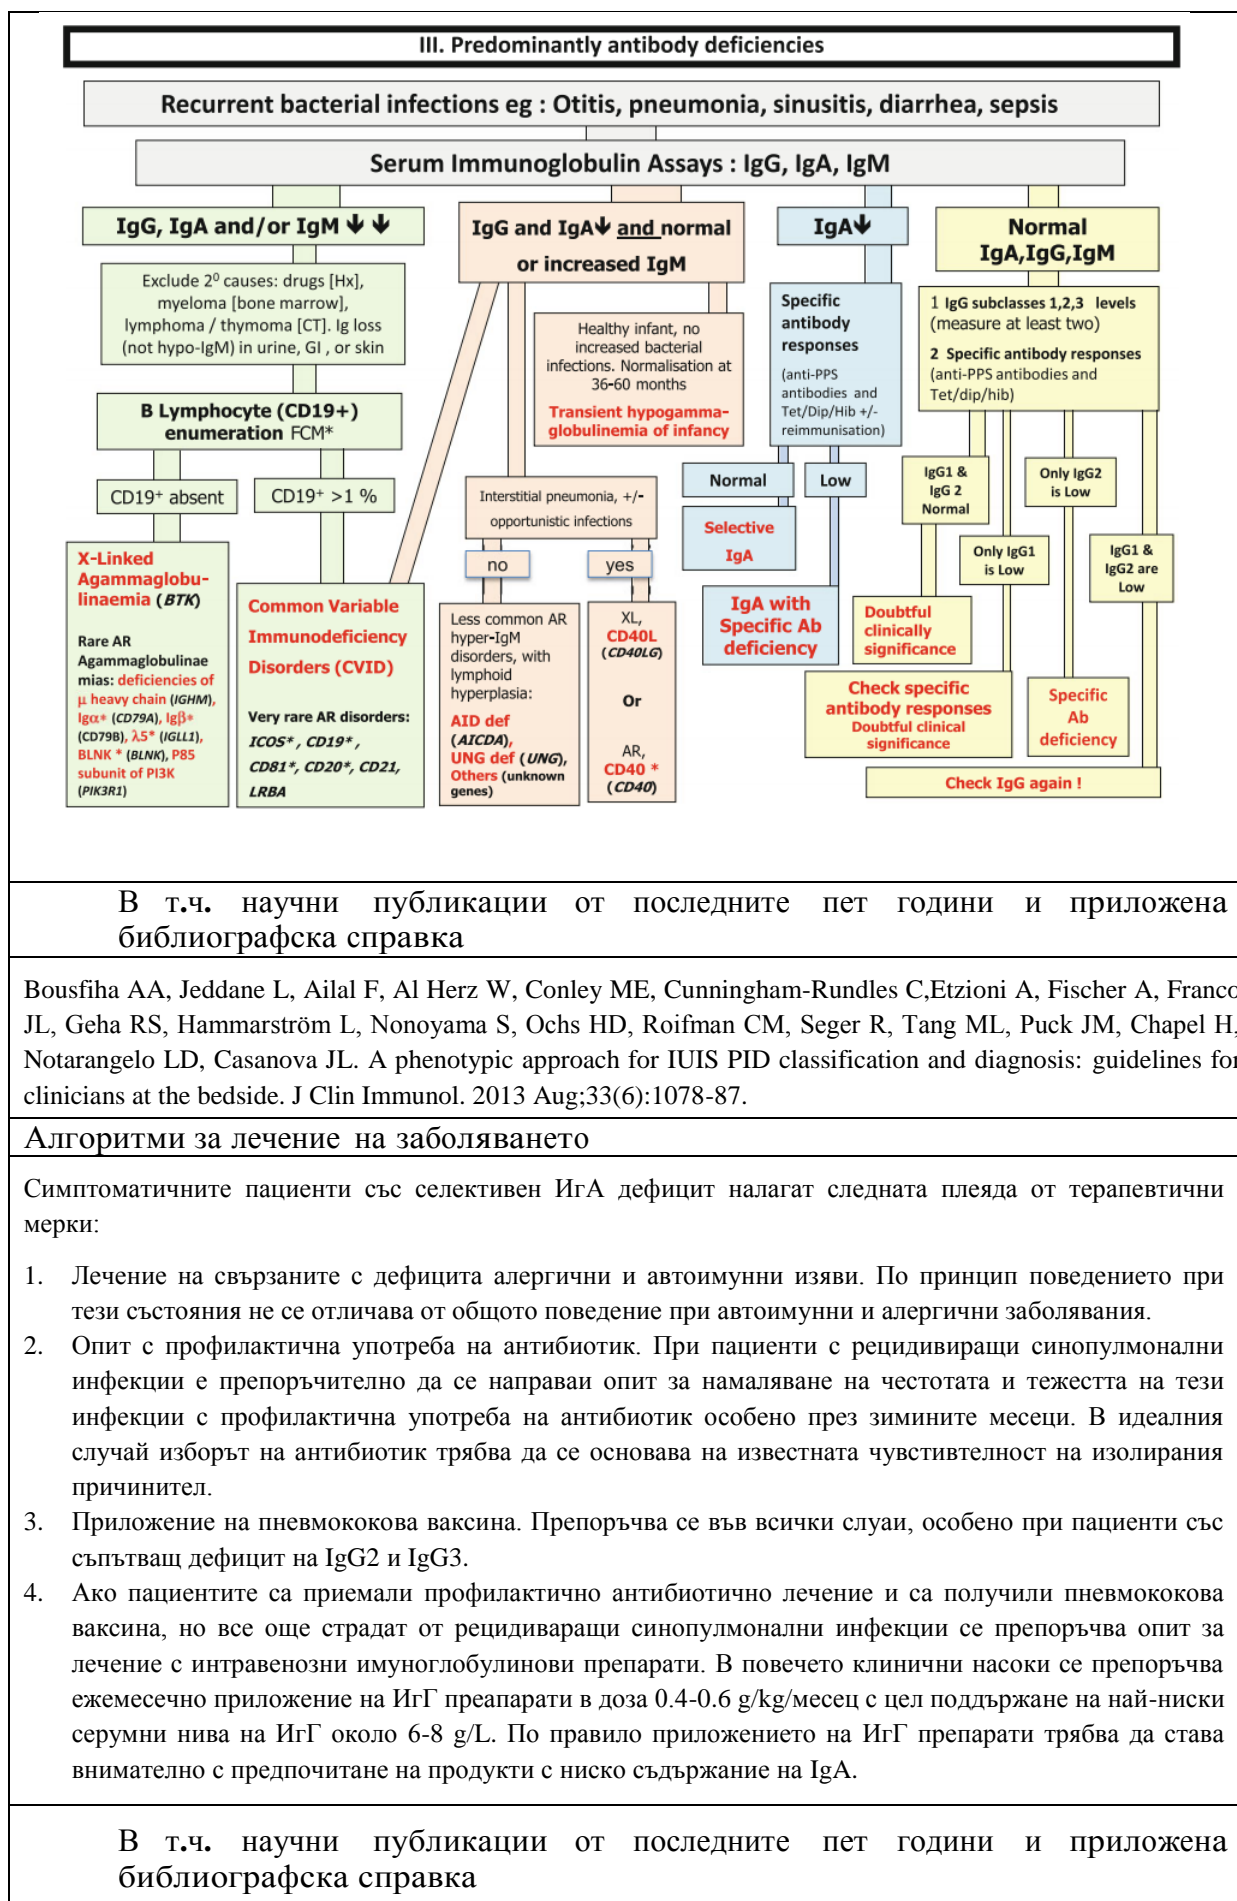 III. Predominantly antibody deficiencies
Recurrent bacterial infections eg : Otitis, pneumonia, sinusitis, diarrhea, sepsis
Serum Immunoglobulin Assays : IgG, IgA, IgM
IgG, IgA and/or IgM ↓ ↓
Exclude 2⁰ causes: drugs [Hx],
myeloma [bone marrow],
lymphoma / thymoma [CT]. Ig loss
(not hypo-IgM) in urine, GI , or skin
B Lymphocyte (CD19+)
enumeration FCM*
CD19⁺ absent
CD19⁺ >1 %
X-Linked
Agammaglobu-
linaemia (BTK)
Rare AR
Agammaglobulinae
mias: deficiencies of
μ heavy chain (IGHM),
Igα* (CD79A), Igβ*
(CD79B), λ5* (IGLL1),
BLNK * (BLNK), P85
subunit of PI3K
(PIK3R1)
Common Variable
Immunodeficiency
Disorders (CVID)
Very rare AR disorders:
ICOS* , CD19* ,
CD81*, CD20*, CD21,
LRBA
IgG and IgA↓ and normal
or increased IgM
Healthy infant, no
increased bacterial
infections. Normalisation at
36-60 months
Transient hypogamma-
globulinemia of infancy
Interstitial pneumonia, +/-
opportunistic infections
no
yes
Less common AR
hyper-IgM
disorders, with
lymphoid
hyperplasia:
AID def
(AICDA),
UNG def (UNG),
Others (unknown
genes)
XL,
CD40L
(CD40LG)
Or
AR,
CD40 *
(CD40)
IgA↓
Specific
antibody
responses
(anti-PPS
antibodies and
Tet/Dip/Hib +/-
reimmunisation)
Normal
Low
Selective
IgA
IgA with
Specific Ab
deficiency
Normal
IgA,IgG,IgM
1 IgG subclasses 1,2,3 levels
(measure at least two)
2 Specific antibody responses
(anti-PPS antibodies and
Tet/dip/hib)
IgG1 &
IgG 2
Normal
Only IgG1
is Low
Only IgG2
is Low
IgG1 &
IgG2 are
Low
Doubtful
clinically
significance
Check specific
antibody responses
Doubtful clinical
significance
Specific
Ab
deficiency
Check IgG again !
В т.ч. научни публикации от последните пет години и приложена
библиографска справка
Bousfiha AA, Jeddane L, Ailal F, Al Herz W, Conley ME, Cunningham-Rundles C,Etzioni A, Fischer A, Franco
JL, Geha RS, Hammarström L, Nonoyama S, Ochs HD, Roifman CM, Seger R, Tang ML, Puck JM, Chapel H,
Notarangelo LD, Casanova JL. A phenotypic approach for IUIS PID classification and diagnosis: guidelines for
clinicians at the bedside. J Clin Immunol. 2013 Aug;33(6):1078-87.
Алгоритми за лечение на заболяването
Симптоматичните пациенти със селективен ИгА дефицит налагат следната плеяда от терапевтични
мерки:
1. Лечение на свързаните с дефицита алергични и автоимунни изяви. По принцип поведението при
тези състояния не се отличава от общото поведение при автоимунни и алергични заболявания.
2. Опит с профилактична употреба на антибиотик. При пациенти с рецидивиращи синопулмонални
инфекции е препоръчително да се направаи опит за намаляване на честотата и тежестта на тези
инфекции с профилактична употреба на антибиотик особено през зимините месеци. В идеалния
случай изборът на антибиотик трябва да се основава на известната чувстивтелност на изолирания
причинител.
3. Приложение на пневмококова ваксина. Препоръчва се във всички слуаи, особено при пациенти със
съпътващ дефицит на IgG2 и IgG3.
4. Ако пациентите са приемали профилактично антибиотично лечение и са получили пневмококова
ваксина, но все още страдат от рецидиваращи синопулмонални инфекции се препоръчва опит за
лечение с интравенозни имуноглобулинови препарати. В повечето клинични насоки се препоръчва
ежемесечно приложение на ИгГ преапарати в доза 0.4-0.6 g/kg/месец с цел поддържане на най-ниски
серумни нива на ИгГ около 6-8 g/L. По правило приложението на ИгГ препарати трябва да става
внимателно с предпочитане на продукти с ниско съдържание на IgA.
В т.ч. научни публикации от последните пет години и приложена
библиографска справка